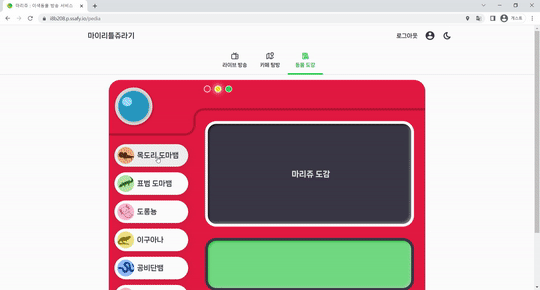 마리쥬 : 이색동물 방송 서비스
게스트
i8b208.p.ssafy.io/pedia
마이리틀쥬라기
로그아웃
라이브 방송
카페 탐방
동물 도감
목도리 도마뱀
표범 도마뱀
도롱뇽
이구아나
곰비단뱀
마리쥬 도감